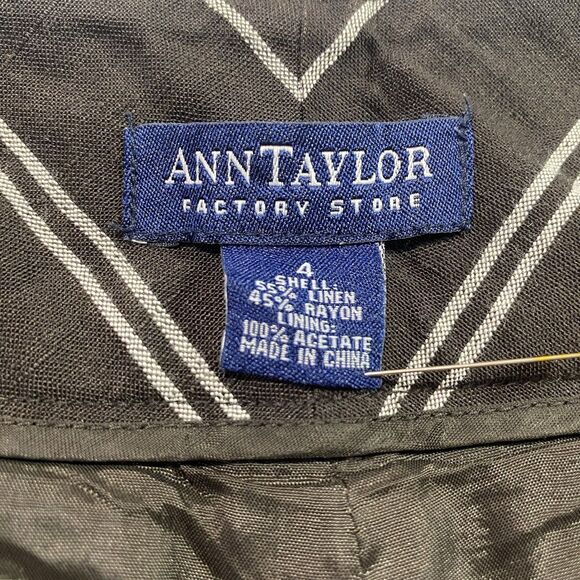 ANNTAYLOR
FACTORY STORE
4
SHELL:
55% LINEN
45% RAYON
LINING:
100% ACETATE
MADE IN CHINA